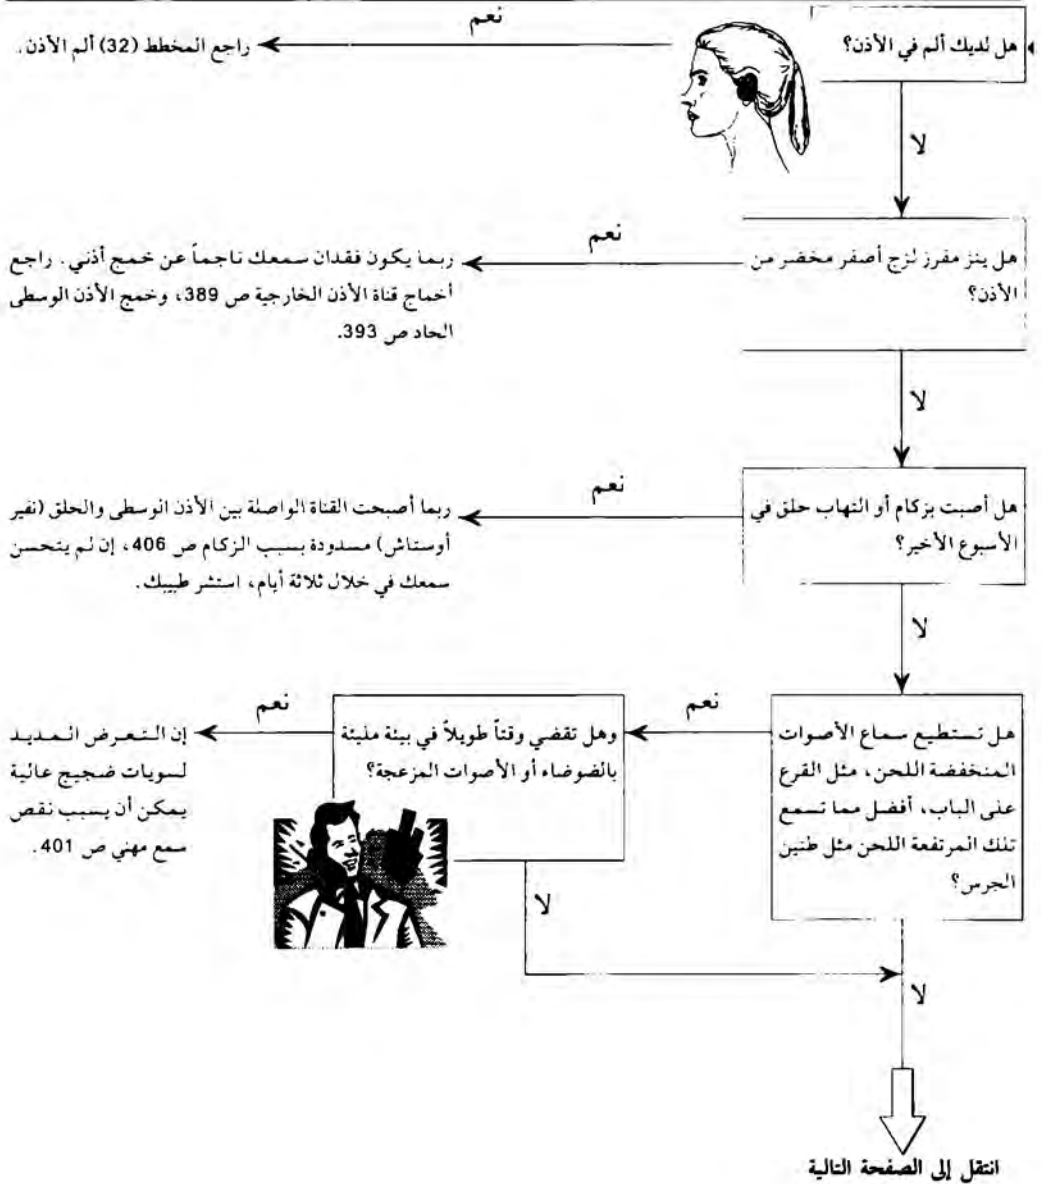 هل لديك ألم في الأذن؟
نعم
راجع المخطط (32) ألم الأذن.
لا
هل ينز مفرز لزج أصفر مخضر من
الأذن؟
نعم
ربما يكون فقدان سمعك ناجماً عن خمج أذني. راجع
أخماج قناة الأذن الخارجية ص 389، وخمج الأذن الوسطى
الحاد ص 393.
لا
هل أصبت بزكام أو التهاب حلق في
الأسبوع الأخير؟
نعم
ربما أصبحت القناة الواصلة بين الأذن الوسطى والحلق (نفير
أوستاش) مسدودة بسبب الزكام ص 406، إن لم يتحسن
سمعك في خلال ثلاثة أيام، استشر طبيبك.
لا
هل تستطيع سماع الأصوات
المنخفضة اللحن، مثل القرع
على الباب، أفضل مما تسمع
تلك المرتفعة اللحن مثل طنين
الجرس؟
نعم
وهل تقضي وقتاً طويلاً في بيئة مليئة
بالضوضاء أو الأصوات المزعجة؟
نعم
إن التعرض المديد
لسويات ضجيج عالية
يمكن أن يسبب نقص
سمع مهني ص 401.
لا
لا
انتقل إلى الصفحة التالية